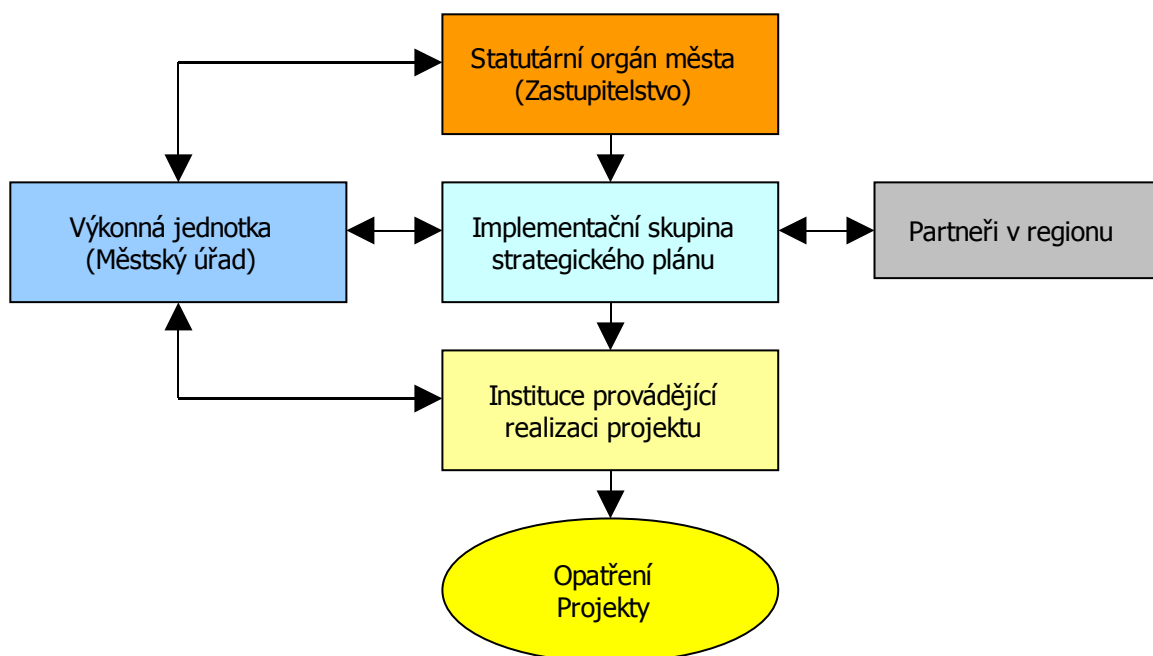 Statutární orgán města
(Zastupitelstvo)
Výkonná jednotka
(Městský úřad)
Implementační skupina
strategického plánu
Partneři v regionu
Instituce provádějící
realizaci projektu
Opatření
Projekty